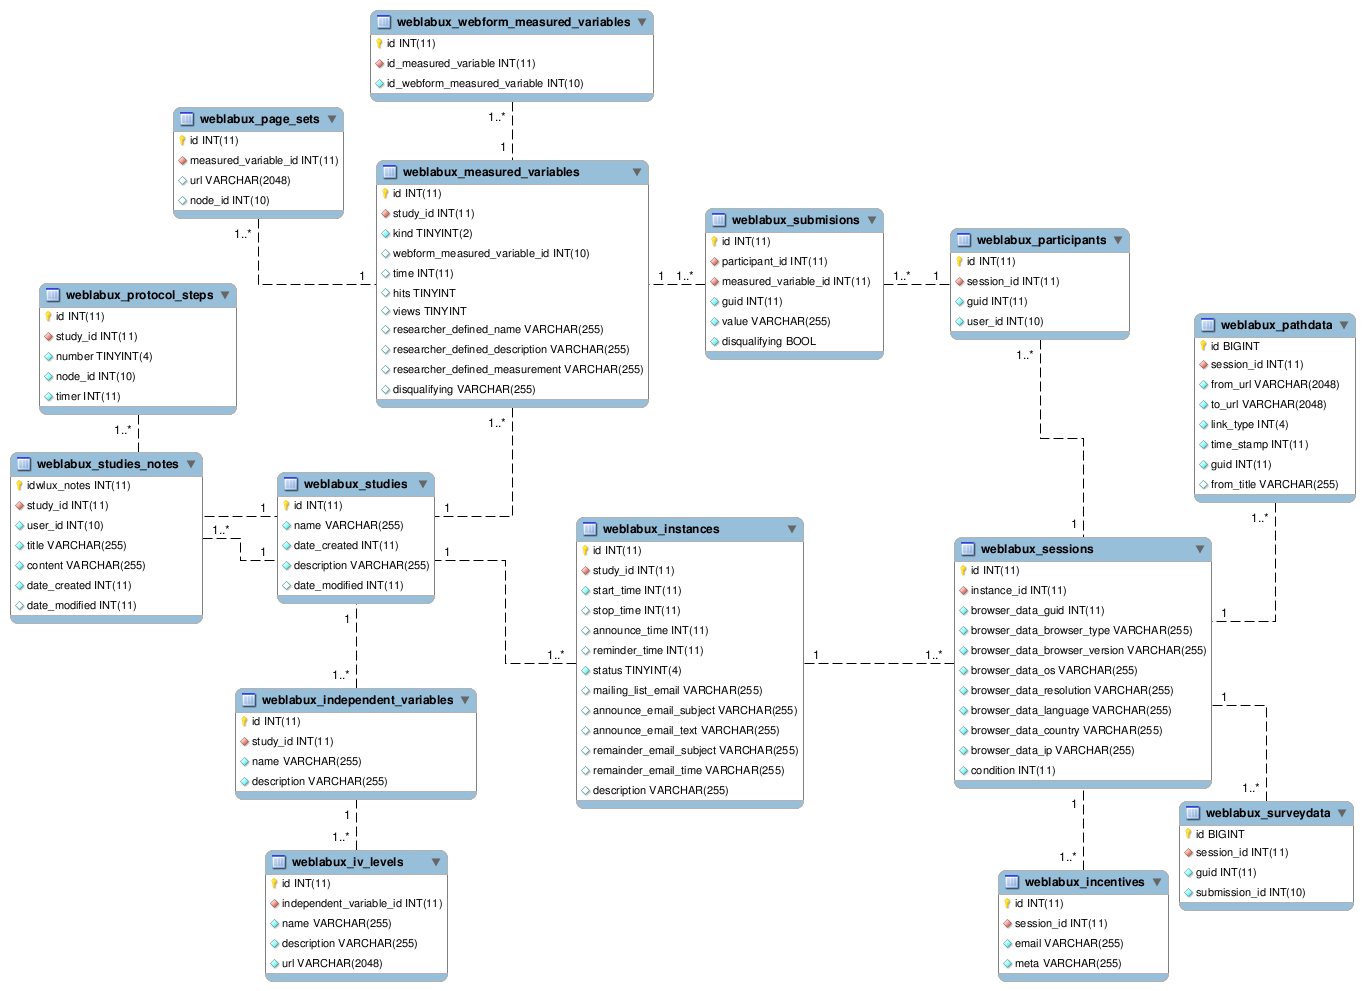 weblabux_webform_measured_variables
id INT(11)
id_measured_variable INT(11)
id_webform_measured_variable INT(10)
1..*
1
weblabux_page_sets
id INT(11)
measured_variable_id INT(11)
url VARCHAR(2048)
node_id INT(10)
1..*
1
weblabux_measured_variables
id INT(11)
study_id INT(11)
kind TINYINT(2)
webform_measured_variable_id INT(10)
time INT(11)
hits TINYINT
views TINYINT
researcher_defined_name VARCHAR(255)
researcher_defined_description VARCHAR(255)
researcher_defined_measurement VARCHAR(255)
disqualifying VARCHAR(255)
1..*
1
1 1..*
weblabux_submisions
id INT(11)
participant_id INT(11)
measured_variable_id INT(11)
guid INT(11)
value VARCHAR(255)
disqualifying BOOL
1..* 1
weblabux_participants
id INT(11)
session_id INT(11)
guid INT(11)
user_id INT(10)
1..*
1
weblabux_pathdata
id BIGINT
session_id INT(11)
from_url VARCHAR(2048)
to_url VARCHAR(2048)
link_type INT(4)
time_stamp INT(11)
guid INT(11)
from_title VARCHAR(255)
1..*
1
weblabux_protocol_steps
id INT(11)
study_id INT(11)
number TINYINT(4)
node_id INT(10)
timer INT(11)
1..*
1
weblabux_studies_notes
idwlux_notes INT(11)
study_id INT(11)
user_id INT(10)
title VARCHAR(255)
content VARCHAR(255)
date_created INT(11)
date_modified INT(11)
1..*
1
weblabux_studies
id INT(11)
name VARCHAR(255)
date_created INT(11)
description VARCHAR(255)
date_modified INT(11)
1
1..*
1
1..*
weblabux_instances
id INT(11)
study_id INT(11)
start_time INT(11)
stop_time INT(11)
announce_time INT(11)
reminder_time INT(11)
status TINYINT(4)
mailing_list_email VARCHAR(255)
announce_email_subject VARCHAR(255)
announce_email_text VARCHAR(255)
remainder_email_subject VARCHAR(255)
remainder_email_time VARCHAR(255)
description VARCHAR(255)
1
1..*
weblabux_sessions
id INT(11)
instance_id INT(11)
browser_data_guid INT(11)
browser_data_browser_type VARCHAR(255)
browser_data_browser_version VARCHAR(255)
browser_data_os VARCHAR(255)
browser_data_resolution VARCHAR(255)
browser_data_language VARCHAR(255)
browser_data_country VARCHAR(255)
browser_data_ip VARCHAR(255)
condition INT(11)
1
1..*
1
1..*
weblabux_independent_variables
id INT(11)
study_id INT(11)
name VARCHAR(255)
description VARCHAR(255)
1
1..*
weblabux_iv_levels
id INT(11)
independent_variable_id INT(11)
name VARCHAR(255)
description VARCHAR(255)
url VARCHAR(2048)
weblabux_surveydata
id BIGINT
session_id INT(11)
guid INT(11)
submission_id INT(10)
weblabux_incentives
id INT(11)
session_id INT(11)
email VARCHAR(255)
meta VARCHAR(255)